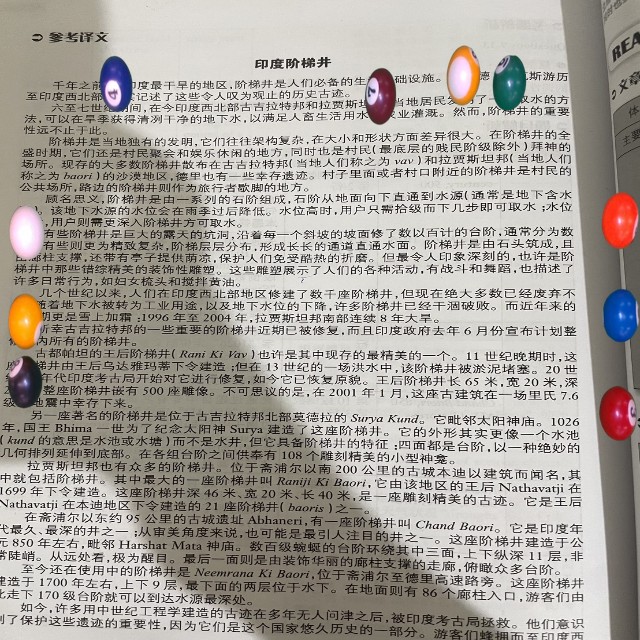 参考译文
印度阶梯井
千年之前 印度最干旱的地区,阶梯井是人们必备的生 础设施。 德 斯游历
至印度西北部 实记述了这些令人叹为观止的历史古迹。
六至七世纪 间,在今印度西北部古吉拉特邦和拉贾斯坦 当地居民发 了一 取水的方
法,可以在旱季获得清冽干净的地下水,以满足人畜生活用水 业灌溉。然而,阶梯井的重要
性远不止于此。
阶梯井是当地独有的发明,它们往往架构复杂,在大小和形状方面差异很大。在阶梯井的全
盛时期,它们还是村民聚会和娱乐休闲的地方,同时也是村民(最底层的贱民阶级除外)拜神的
场所。现存的大多数阶梯井散布在古吉拉特邦(当地人们称之为 vav)和拉贾斯坦邦(当地人们
称之为 baori)的沙漠地区,德里也有一些幸存遗迹。村子里面或者村口附近的阶梯井是村民的
公共场所,路边的阶梯井则作为旅行者歇脚的地方。
顾名思义,阶梯井是由一系列的石阶组成,石阶从地面向下直通到水源(通常是地下含水
)。该地下水源的水位会在雨季过后降低。水位高时,用户只需拾级而下几步即可取水;水位
,用户则需更深入阶梯井方可取水。
有些阶梯井是巨大的露天的坑洞,沿着每一个斜坡的坡面修了数以百计的台阶,通常分为数
有些则更为精致复杂,阶梯层层分布,形成长长的通道直通水面。阶梯井是由石头筑成,且
廊柱支撑,还带有亭子提供荫凉,保护人们免受酷热的折磨。但最令人印象深刻的,也许是阶
梯井中那些错综精美的装饰性雕塑。这些雕塑展示了人们的各种活动,有战斗和舞蹈,也描述了
许多日常行为,如妇女梳头和搅拌黄油。
几个世纪以来,人们在印度西北部地区修建了数千座阶梯井,但现在绝大多数已经废弃不
着地下水被转为工业用途,以及地下水位的下降,许多阶梯井已经干涸破败。而近年来的
期更是雪上加霜;1996 年至 2004 年,拉贾斯坦邦南部连续 8 年大旱。
幸古吉拉特邦的一些重要的阶梯井近期已被修复,而且印度政府去年 6 月份宣布计划整
内所有的阶梯井。
古都帕坦的王后阶梯井(Rani Ki Vav)也许是其中现存的最精美的一个。11 世纪晚期时,这
梯井由王后乌达雅玛蒂下令建造;但在 13 世纪的一场洪水中,该阶梯井被淤泥堵塞。20 世
年代印度考古局开始对它进行修复,如今它已恢复原貌。王后阶梯井长 65 米,宽 20 米,深
整座阶梯井嵌有 500 座雕像。不可思议的是,在 2001 年 1 月,这座古建筑在一场里氏 7.6
级 地震中幸存下来。
另一座著名的阶梯井是位于古吉拉特邦北部莫德拉的 Surya Kund。它毗邻太阳神庙。1026
年,国王 Bhima 一世为了纪念太阳神 Surya 建造了这座阶梯井。它的外形其实更像一个水池
(kund 的意思是水池或水塘)而不是水井,但它具备阶梯井的特征;四面都是台阶,以一种绝妙的
几何排列延伸到底部。在各组台阶之间供奉有 108 个雕刻精美的小型神龛。
拉贾斯坦邦也有众多的阶梯井。位于斋浦尔以南 200 公里的古城本迪以建筑而闻名,其
中就包括阶梯井。其中最大的一座阶梯井叫 Raniji Ki Baori,它由该地区的王后 Nathavatji 在
1699 年下令建造。这座阶梯井深 46 米、宽 20 米、长 40 米,是一座雕刻精美的古迹。它是王后
Nathavatji 在本迪地区下令建造的 21 座阶梯井(baoris)之一。
在斋浦尔以东约 95 公里的古城遗址 Abhaneri,有一座阶梯井叫 Chand Baori。它是印度年
代最久、最深的井之一;从审美角度来说,也可能是最引人注目的井之一。这座阶梯井建造于公
元 850 年左右,毗邻 Harshat Mata 神庙。数百级蜿蜒的台阶环绕其中三面,上下纵深 11 层,非
常陡峭。从远处看,极为醒目。最后一面则是由装饰华丽的廊柱支撑的走廊,俯瞰众多台阶。
至今还在使用中的阶梯井是 Neemrana Ki Baori,位于斋浦尔至德里高速路旁。这座阶梯井
建造于 1700 年左右,上下 9 层,最下面的两层位于水下。在地面则有 86 个廊柱入口,游客们由
此走下 170 级台阶就可以到达水源最深处。
如今,许多用中世纪工程学建造的古迹在多年无人问津之后,被印度考古局拯救。他们意识
到了保护这些遗迹的重要性,因为它们是这个国家悠久历史的一部分。游客们蜂拥而至印度西
REA
文章
体
主要